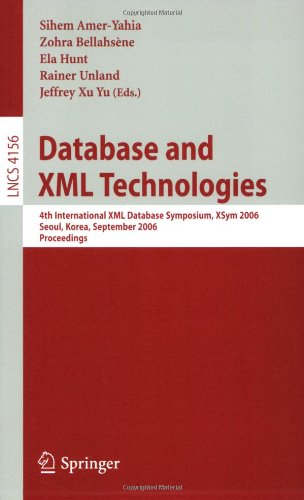 Sihem Amer-Yahia
Zohra Bellahsène
Ela Hunt
Rainer Unland
Jeffrey Xu Yu (Eds.)
LNCS 4156
Database and
XML Technologies
4th International XML Database Symposium, XSym 2006
Seoul, Korea, September 2006
Proceedings
Springer